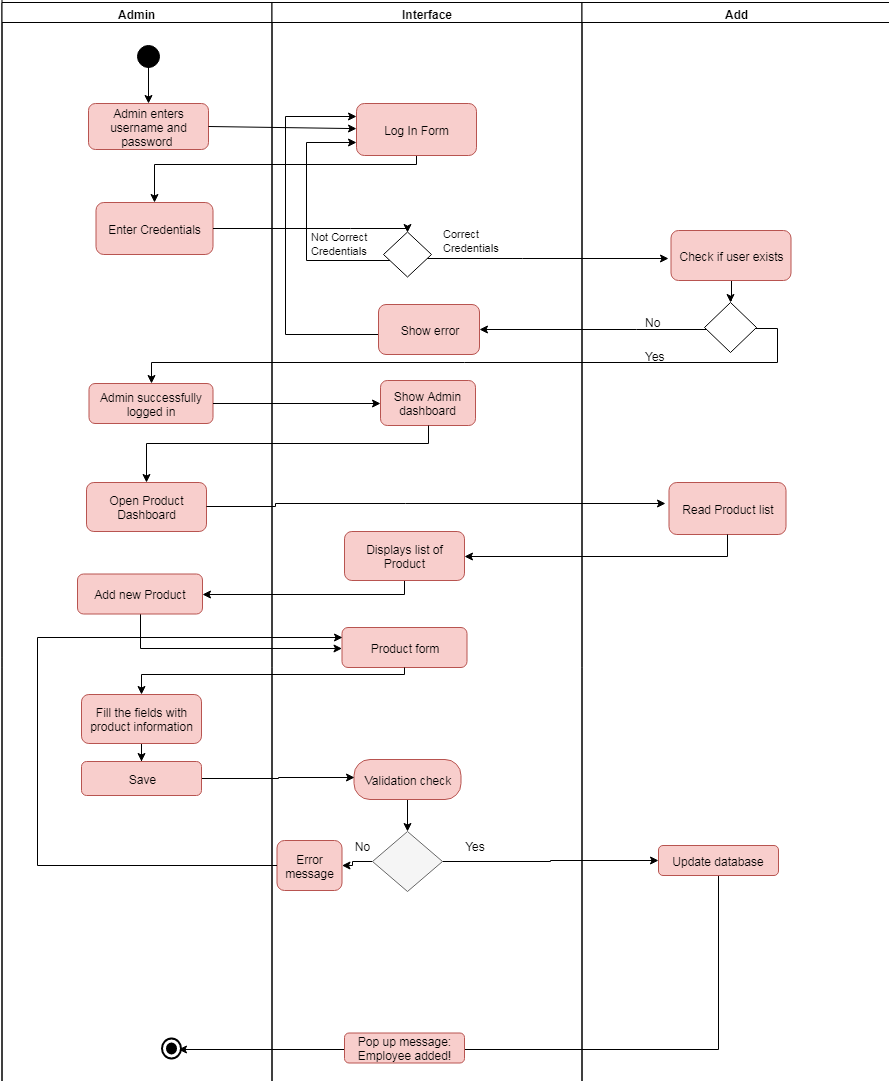 Admin
Interface
Add
Admin enters
username and
password
Log In Form
Enter Credentials
Not Correct
Credentials
Correct
Credentials
Check if user exists
Show error
No
Yes
Admin successfully
logged in
Show Admin
dashboard
Open Product
Dashboard
Read Product list
Displays list of
Product
Add new Product
Product form
Fill the fields with
product information
Save
Validation check
No
Yes
Error
message
Update database
Pop up message:
Employee added!